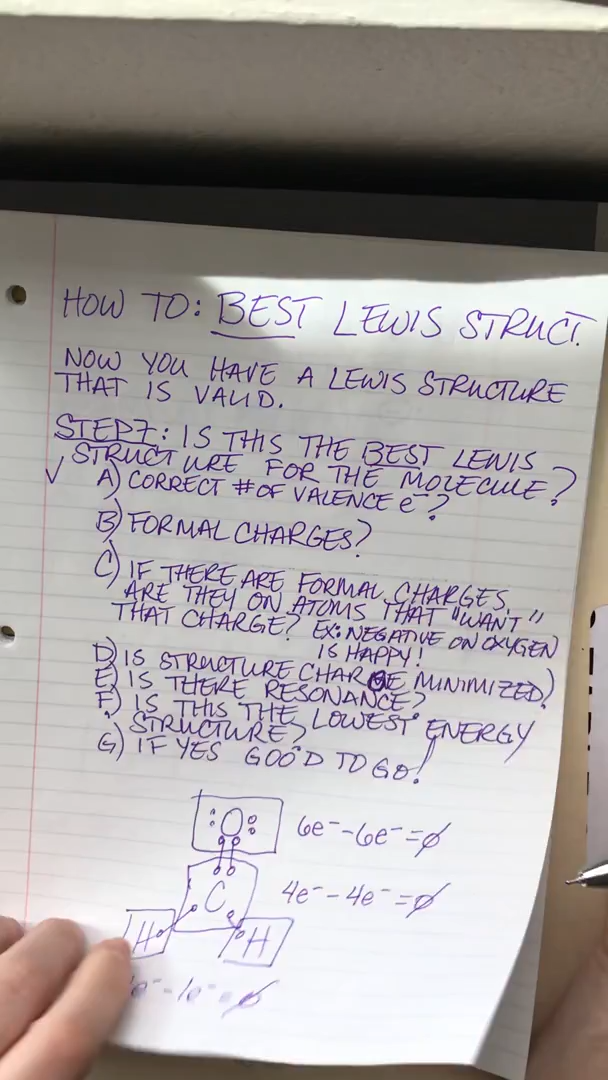 HOW TO: BEST LEWIS STRUCT.
NOW YOU HAVE A LEWIS STRUCTURE
THAT IS VALID.
STEP 7: IS THIS THE BEST LEWIS
STRUCTURE FOR THE MOLECULE?
✓ A) CORRECT # OF VALENCE e⁻?
B) FORMAL CHARGES?
C) IF THERE ARE FORMAL CHARGES,
ARE THEY ON ATOMS THAT "WANT"
THAT CHARGE? EX: NEGATIVE ON OXYGEN
IS HAPPY!
D) IS STRUCTURE CHARGE MINIMIZED?
E) IS THERE RESONANCE?
F) IS THIS THE LOWEST ENERGY
STRUCTURE?
G) IF YES GOOD TO GO!
O 6e⁻ - 6e⁻ = ∅
C 4e⁻ - 4e⁻ = ∅
H H
e⁻ - 1e⁻ = ∅